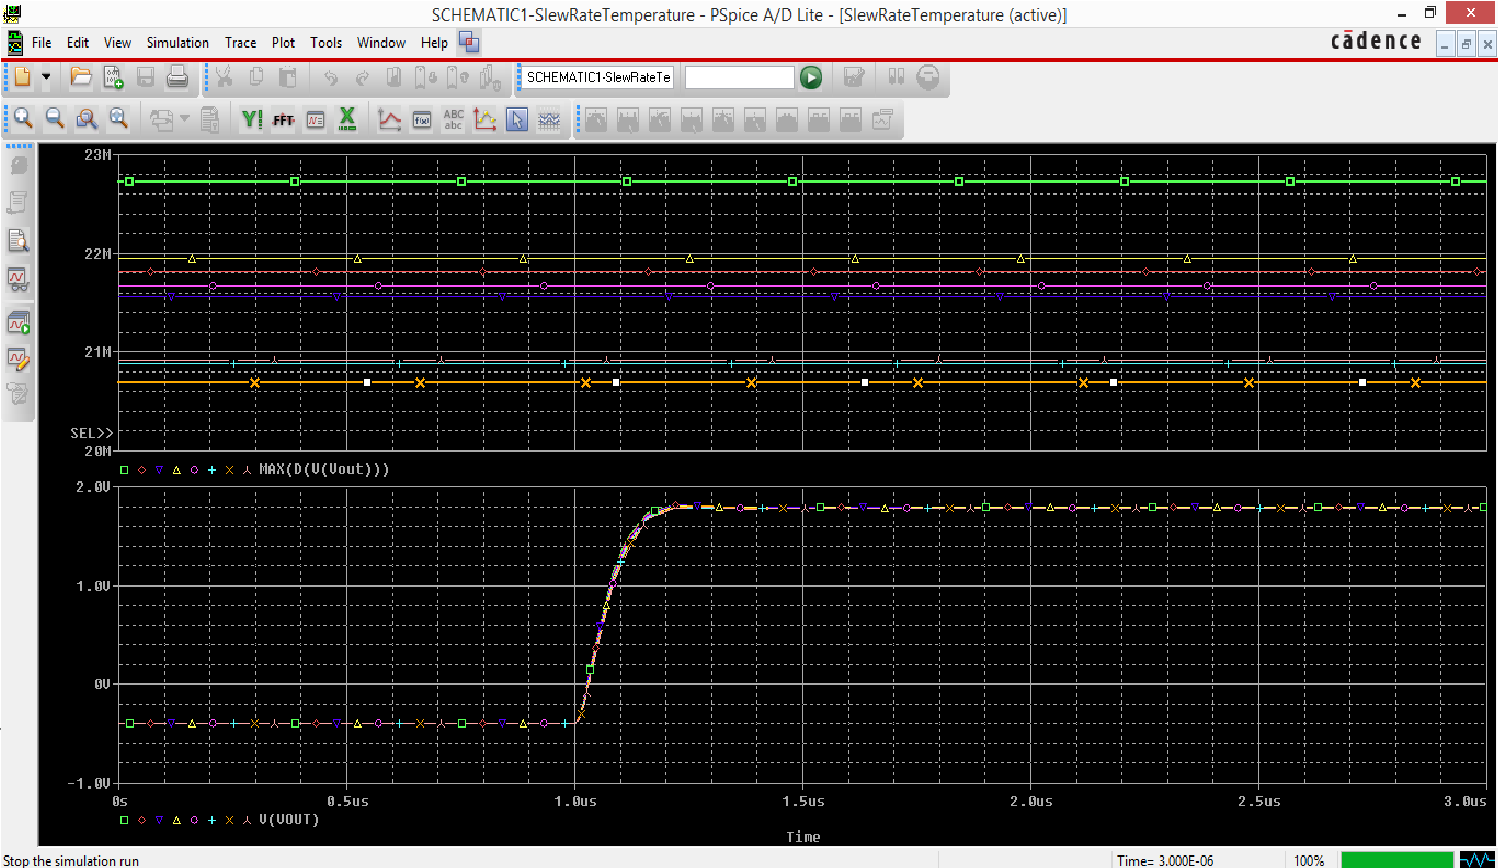 SCHEMATIC1-SlewRateTemperature - PSpice A/D Lite - [SlewRateTemperature (active)]
File Edit View Simulation Trace Plot Tools Window Help
cādence
SCHEMATIC1-SlewRateTe
Y! FFT ABC abc f(x)
23M
22M
21M
SEL>>
20M
MAX(D(V(Vout)))
2.0V
1.0V
0V
-1.0V
0s 0.5us 1.0us 1.5us 2.0us 2.5us 3.0us
V(VOUT)
Time
Stop the simulation run Time= 3.000E-06 100%